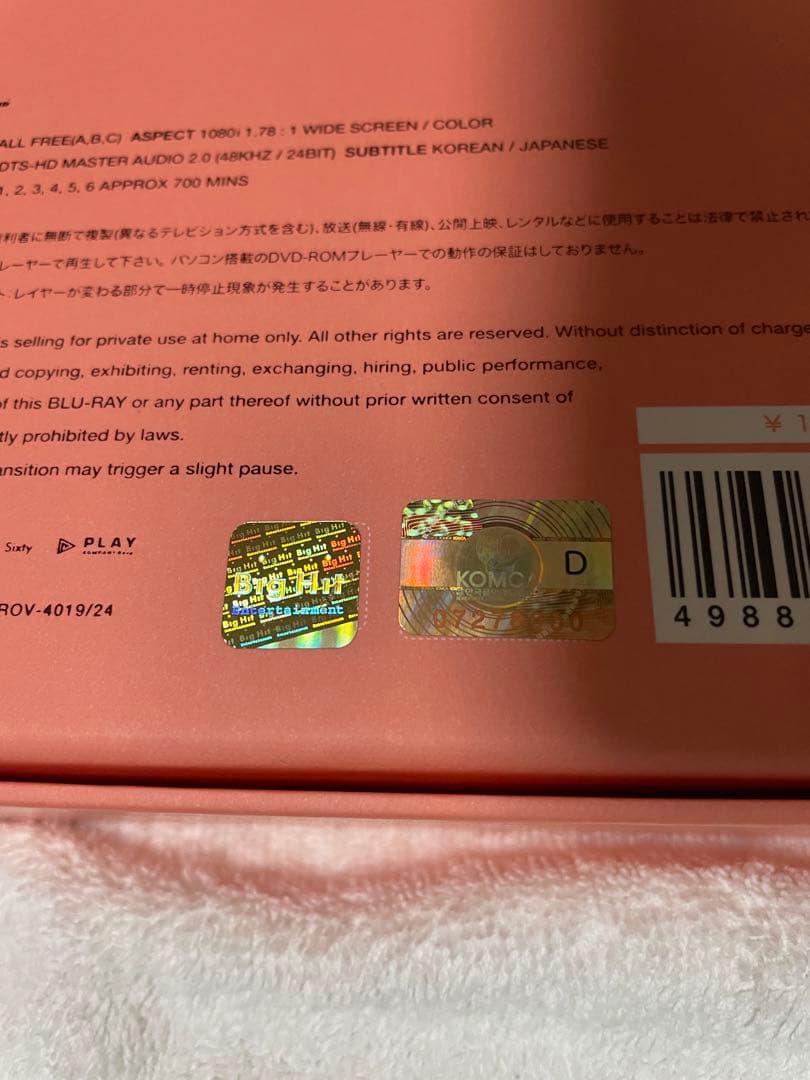 ALL FREE(A,B,C) ASPECT 1080i 1.78 : 1 WIDE SCREEN / COLOR
DTS-HD MASTER AUDIO 2.0 (48KHZ / 24BIT) SUBTITLE KOREAN / JAPANESE
1, 2, 3, 4, 5, 6 APPROX 700 MINS
利者に無断で複製(異なるテレビジョン方式を含む)、放送(無線・有線)、公開上映、レンタルなどに使用することは法律で禁止され
レーヤーで再生して下さい。パソコン搭載のDVD-ROMプレーヤーでの動作の保証はしておりません。
ト:レイヤーが変わる部分で一時停止現象が発生することがあります。
s selling for private use at home only. All other rights are reserved. Without distinction of charge
d copying, exhibiting, renting, exchanging, hiring, public performance,
of this BLU-RAY or any part thereof without prior written consent of
tly prohibited by laws.
ansition may trigger a slight pause.
¥ 1
Sixty PLAY
COMPANY
Big Hit
Entertainment
KOMC
D
ROV-4019/24
4988